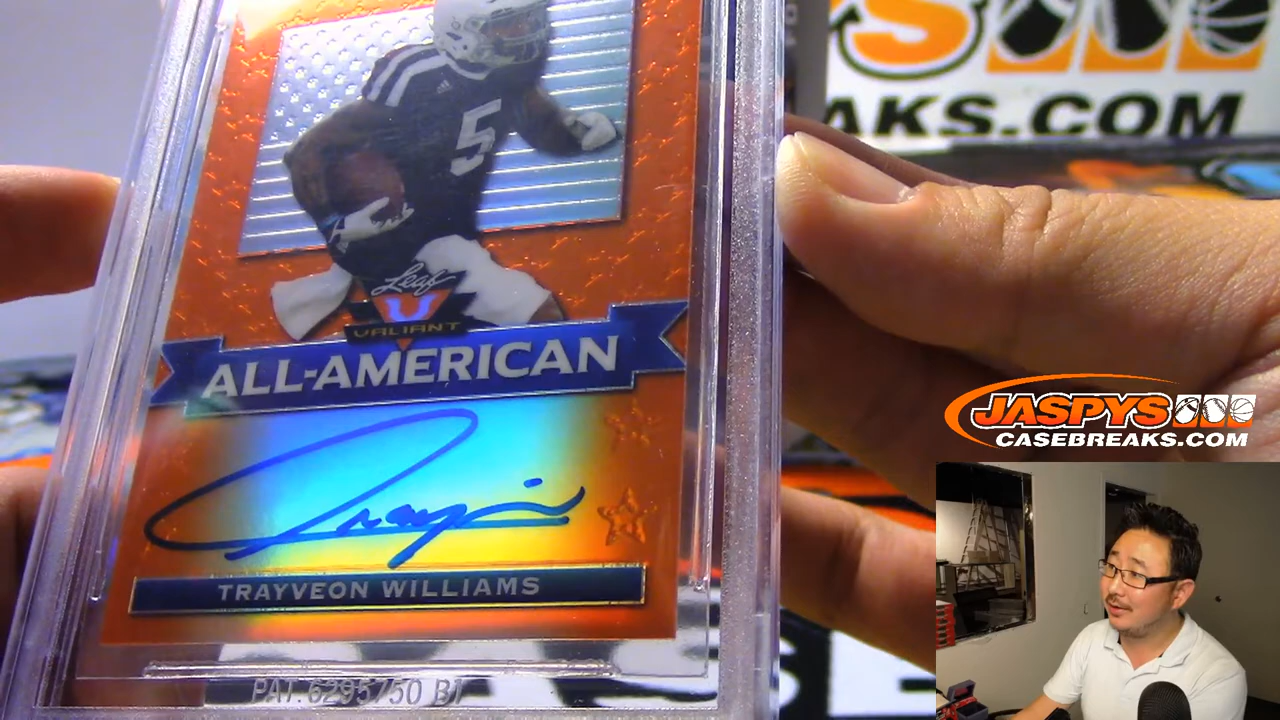 5
AKS.COM
Leaf
VALIANT
ALL-AMERICAN
TRAYVEON WILLIAMS
PAT. 6295750 B1
JASPYS
CASEBREAKS.COM